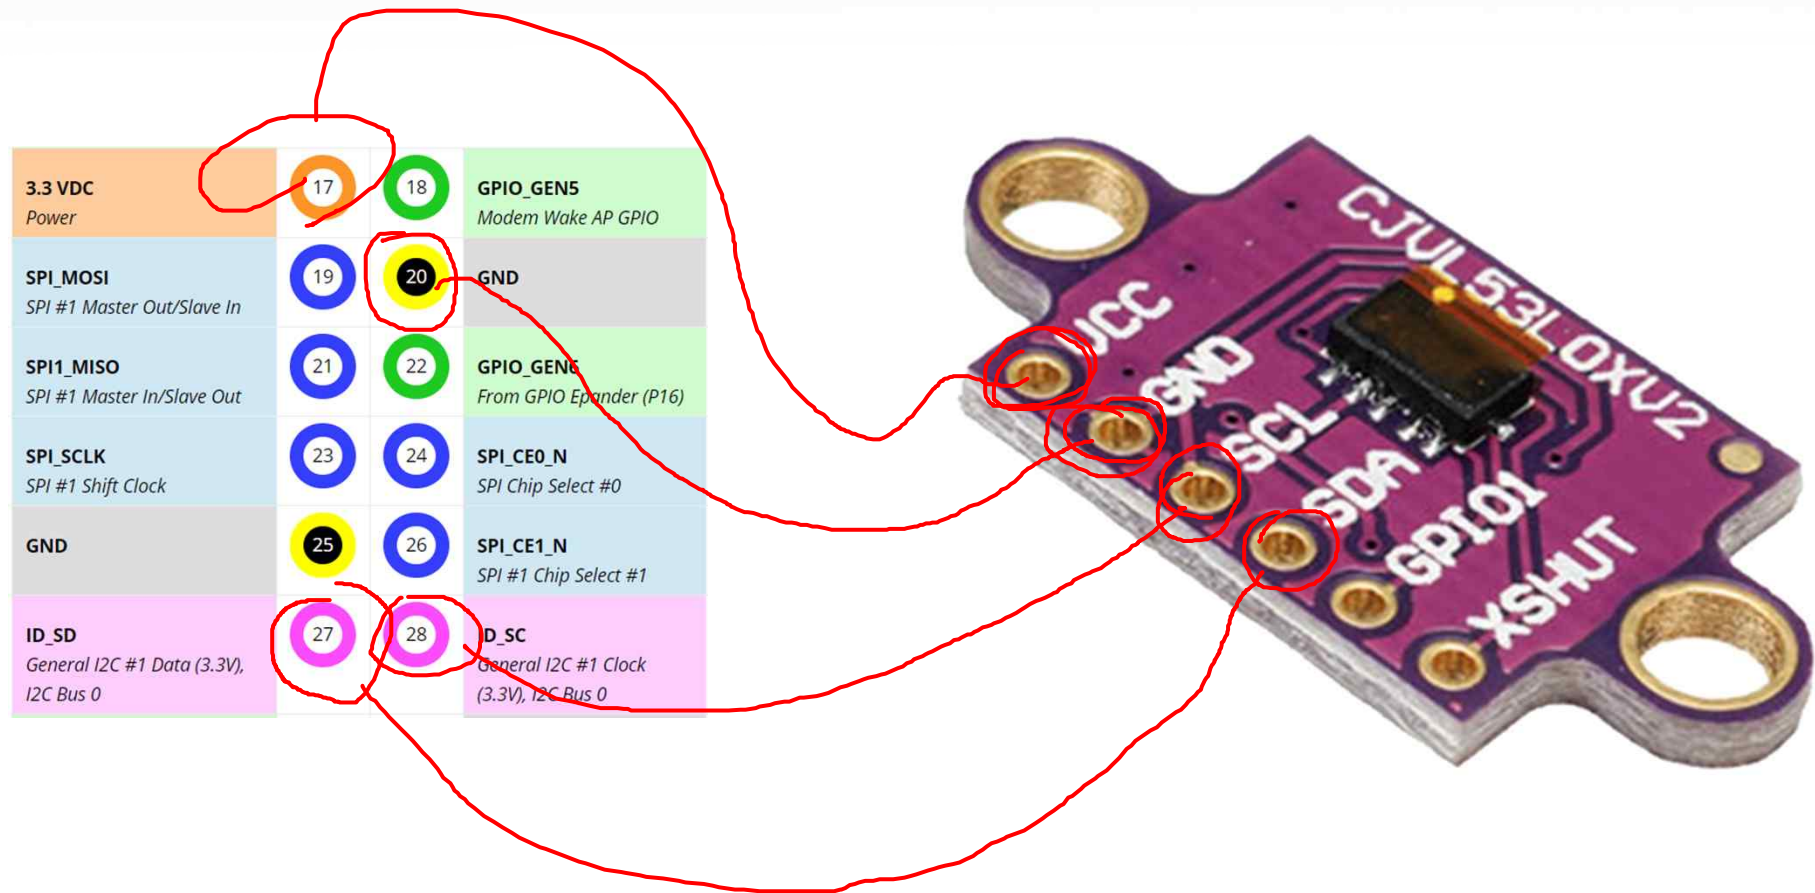 3.3 VDC
Power
17
18
GPIO_GEN5
Modem Wake AP GPIO
SPI_MOSI
SPI #1 Master Out/Slave In
19
20
GND
SPI1_MISO
SPI #1 Master In/Slave Out
21
22
GPIO_GEN6
From GPIO Epander (P16)
SPI_SCLK
SPI #1 Shift Clock
23
24
SPI_CE0_N
SPI Chip Select #0
GND
25
26
SPI_CE1_N
SPI #1 Chip Select #1
ID_SD
General I2C #1 Data (3.3V),
I2C Bus 0
27
28
ID_SC
General I2C #1 Clock
(3.3V), I2C Bus 0
CJVL53L0XV2
VCC
GND
SCL
SDA
GPIO1
XSHUT